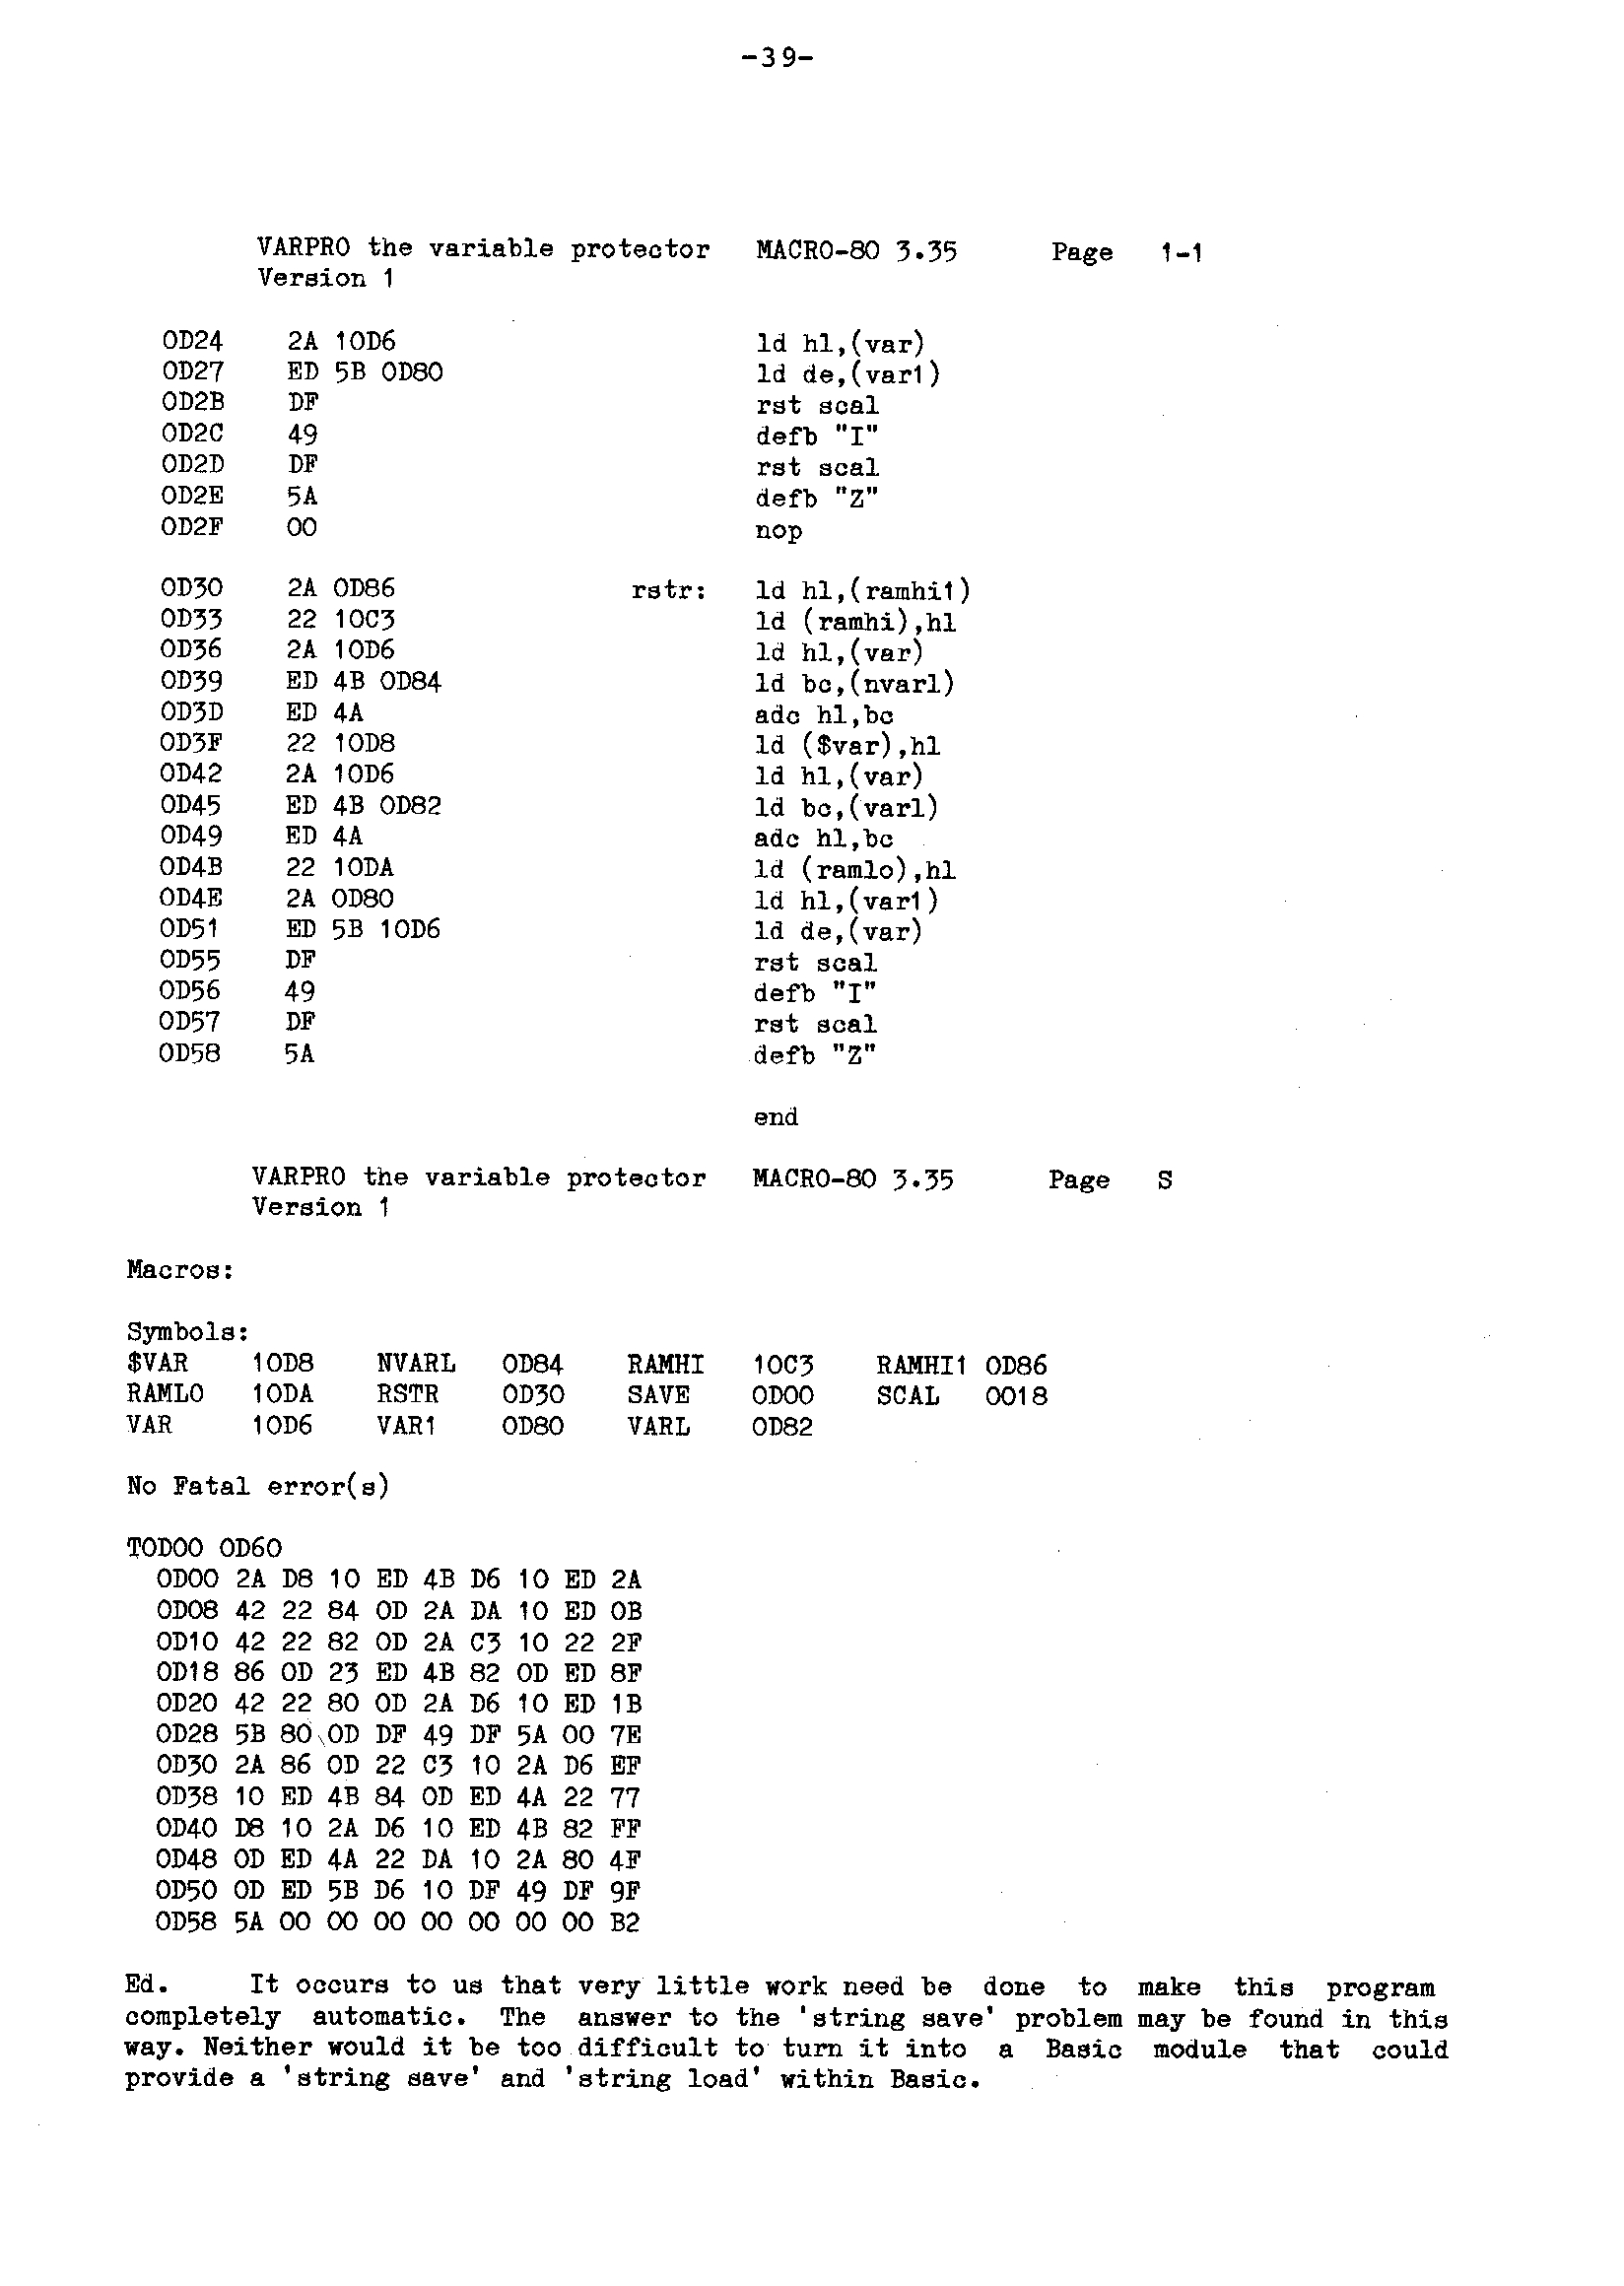 -39-
VARPRO the variable protector MACRO-80 3.35 Page 1-1
Version 1
0D24 2A 10D6 ld hl,(var)
0D27 ED 5B 0D80 ld de,(var1)
0D2B DF rst scal
0D2C 49 defb "I"
0D2D DF rst scal
0D2E 5A defb "Z"
0D2F 00 nop
0D30 2A 0D86 rstr: ld hl,(ramhi1)
0D33 22 10C3 ld (ramhi),hl
0D36 2A 10D6 ld hl,(var)
0D39 ED 4B 0D84 ld bc,(nvarl)
0D3D ED 4A adc hl,bc
0D3F 22 10D8 ld ($var),hl
0D42 2A 10D6 ld hl,(var)
0D45 ED 4B 0D82 ld bc,(varl)
0D49 ED 4A adc hl,bc
0D4B 22 10DA ld (ramlo),hl
0D4E 2A 0D80 ld hl,(var1)
0D51 ED 5B 10D6 ld de,(var)
0D55 DF rst scal
0D56 49 defb "I"
0D57 DF rst scal
0D58 5A defb "Z"
end
VARPRO the variable protector MACRO-80 3.35 Page S
Version 1
Macros:
Symbols:
$VAR 10D8 NVARL 0D84 RAMHI 10C3 RAMHI1 0D86
RAMLO 10DA RSTR 0D30 SAVE 0D00 SCAL 0018
VAR 10D6 VAR1 0D80 VARL 0D82
No Fatal error(s)
T0D00 0D60
0D00 2A D8 10 ED 4B D6 10 ED 2A
0D08 42 22 84 0D 2A DA 10 ED 0B
0D10 42 22 82 0D 2A C3 10 22 2F
0D18 86 0D 23 ED 4B 82 0D ED 8F
0D20 42 22 80 0D 2A D6 10 ED 1B
0D28 5B 80 0D DF 49 DF 5A 00 7E
0D30 2A 86 0D 22 C3 10 2A D6 EF
0D38 10 ED 4B 84 0D ED 4A 22 77
0D40 D8 10 2A D6 10 ED 4B 82 FF
0D48 0D ED 4A 22 DA 10 2A 80 4F
0D50 0D ED 5B D6 10 DF 49 DF 9F
0D58 5A 00 00 00 00 00 00 00 B2
Ed. It occurs to us that very little work need be done to make this program
completely automatic. The answer to the 'string save' problem may be found in this
way. Neither would it be too difficult to turn it into a Basic module that could
provide a 'string save' and 'string load' within Basic.